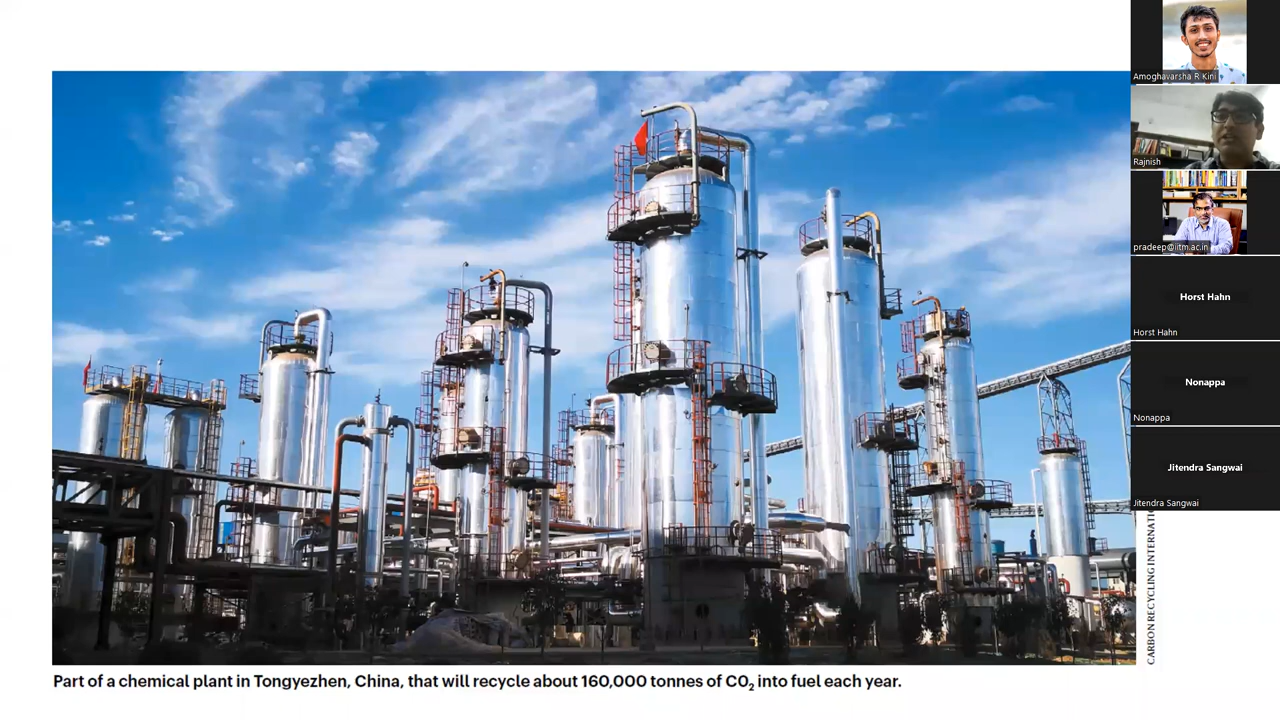 Amoghavarsha R Kini
Rajnish
pradeep@iitm.ac.in
Horst Hahn
Horst Hahn
Nonappa
Nonappa
Jitendra Sangwai
Jitendra Sangwai
CARBON RECYCLING
Part of a chemical plant in Tongyezhen, China, that will recycle about 160,000 tonnes of CO₂ into fuel each year.